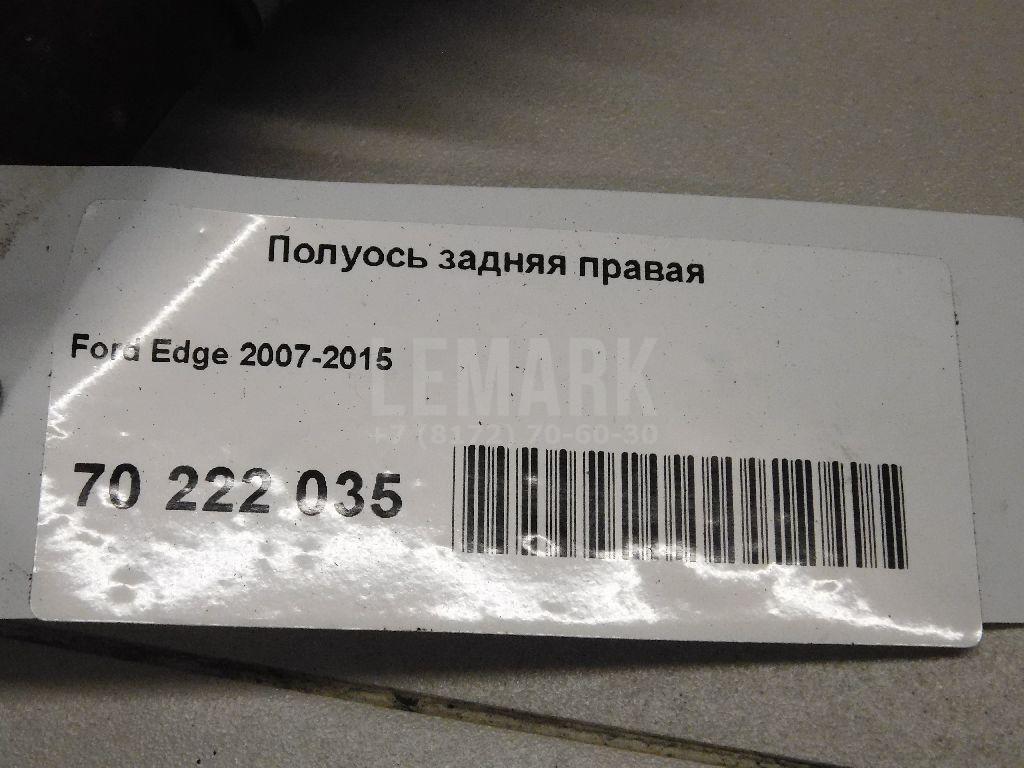 Полуось задняя правая
Ford Edge 2007-2015
LEMARK
+7 (8172) 70-60-30
70 222 035